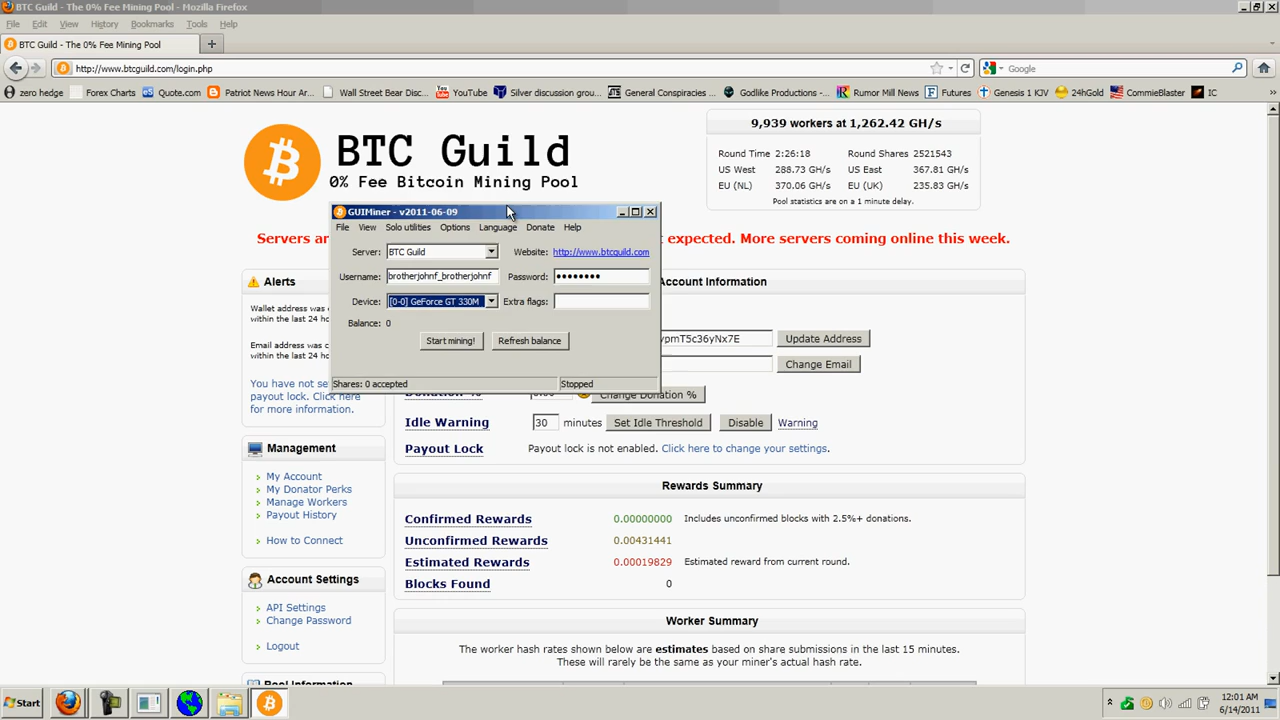 BTC Guild - The 0% Fee Mining Pool - Mozilla Firefox
File Edit View History Bookmarks Tools Help
BTC Guild - The 0% Fee Mining Pool
http://www.btcguild.com/login.php
Google
zero hedge Forex Charts Quote.com Patriot News Hour Ar... Wall Street Bear Disc... YouTube Silver discussion grou... General Conspiracies ... Godlike Productions -... Rumor Mill News Futures Genesis 1 KJV 24hGold CommieBlaster IC
BTC Guild
0% Fee Bitcoin Mining Pool
9,939 workers at 1,262.42 GH/s
Round Time 2:26:18 Round Shares 2521543
US West 288.73 GH/s US East 367.81 GH/s
EU (NL) 370.06 GH/s EU (UK) 235.83 GH/s
Pool statistics are on a 1 minute delay.
Servers ar expected. More servers coming online this week.
GUIMiner - v2011-06-09
File View Solo utilities Options Language Donate Help
Server: BTC Guild Website: http://www.btcguild.com
Username: brotherjohnf_brotherjohnf Password: ••••••••
Device: [0-0] GeForce GT 330M Extra flags:
Balance: 0
Start mining! Refresh balance
Shares: 0 accepted Stopped
Alerts
Wallet address was
within the last 24 ho
Email address was c
within the last 24 ho
You have not se
payout lock. Click here
for more information.
Management
My Account
My Donator Perks
Manage Workers
Payout History
How to Connect
Account Settings
API Settings
Change Password
Logout
Pool Information
Account Information
vpmT5c36yNx7E Update Address
Change Email
Donation % Change Donation %
Idle Warning 30 minutes Set Idle Threshold Disable Warning
Payout Lock Payout lock is not enabled. Click here to change your settings.
Rewards Summary
Confirmed Rewards 0.00000000 Includes unconfirmed blocks with 2.5%+ donations.
Unconfirmed Rewards 0.00431441
Estimated Rewards 0.00019829 Estimated reward from current round.
Blocks Found 0
Worker Summary
The worker hash rates shown below are estimates based on share submissions in the last 15 minutes.
These will rarely be the same as your miner's actual hash rate.
Start
12:01 AM
6/14/2011